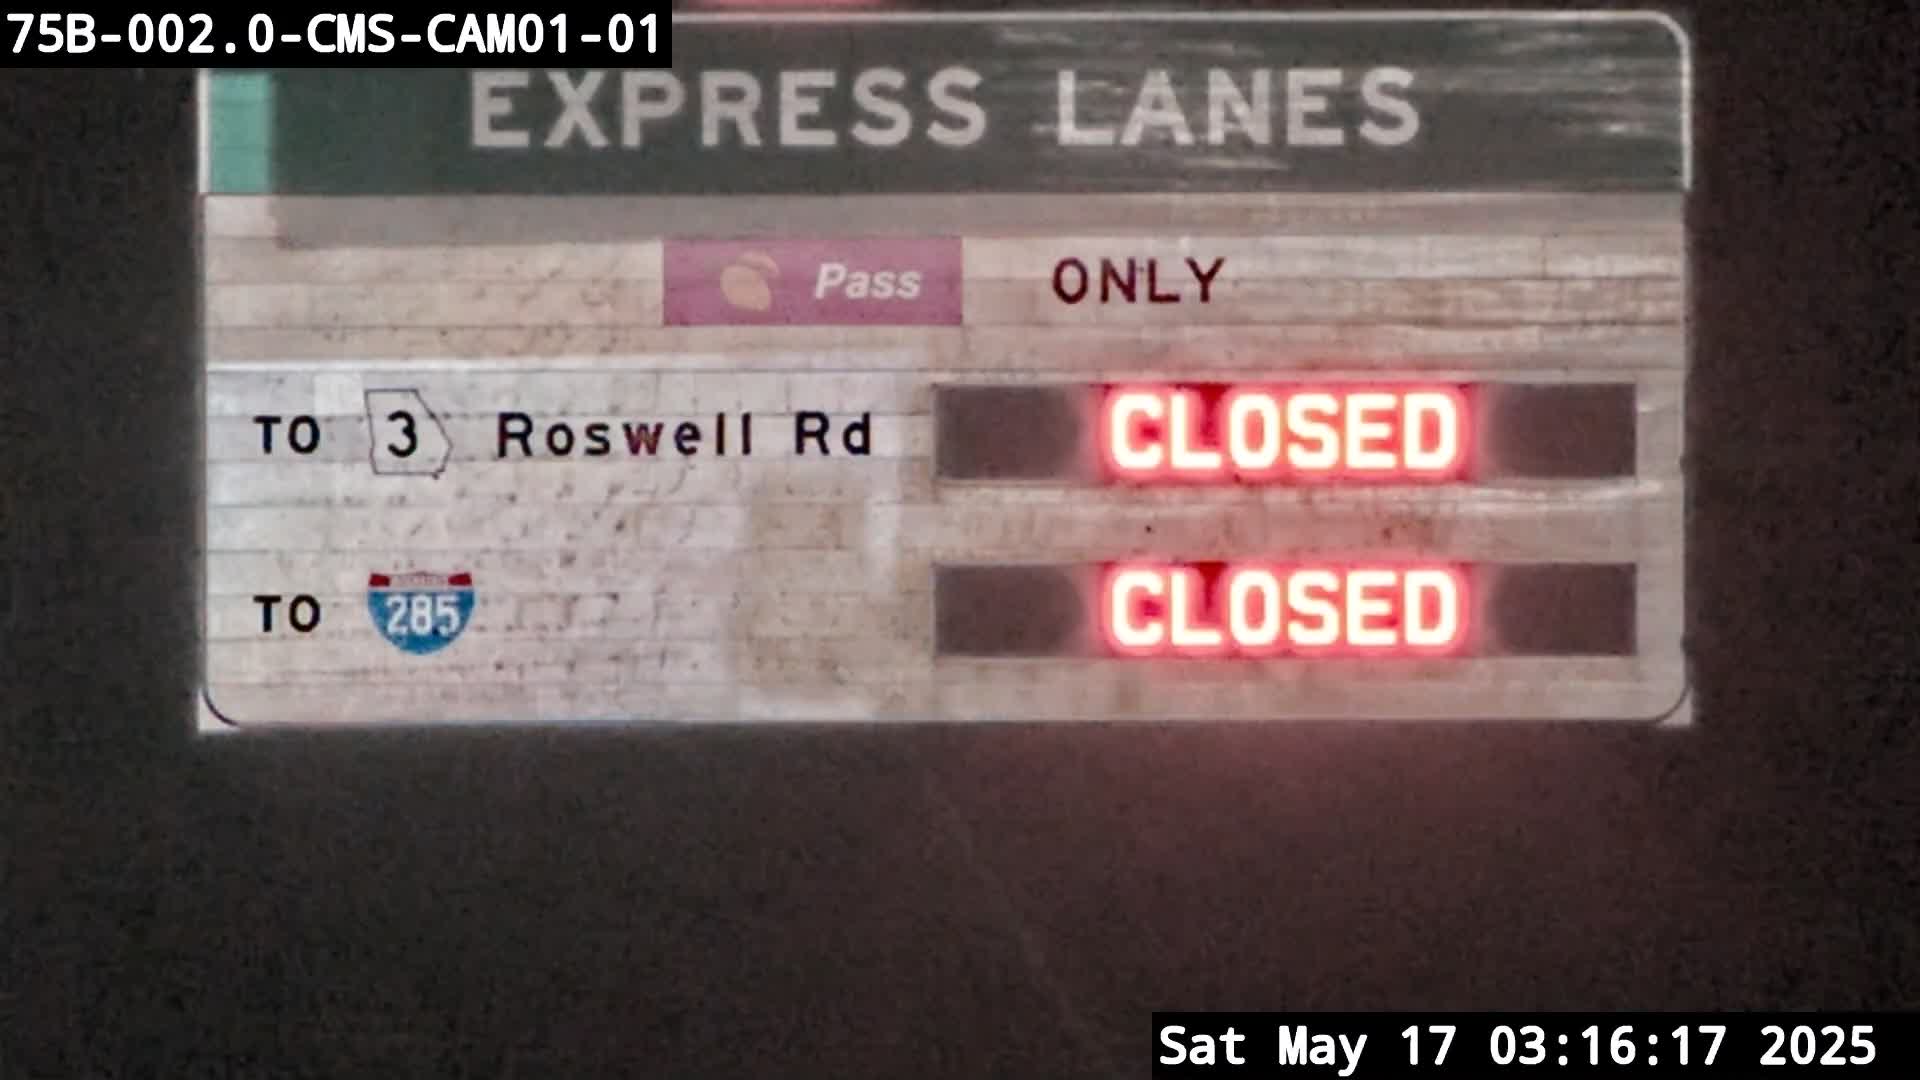 75B-002.0-CMS-CAM01-01
EXPRESS LANES
Pass ONLY
TO 3 Roswell Rd CLOSED
TO 285 CLOSED
Sat May 17 03:16:17 2025